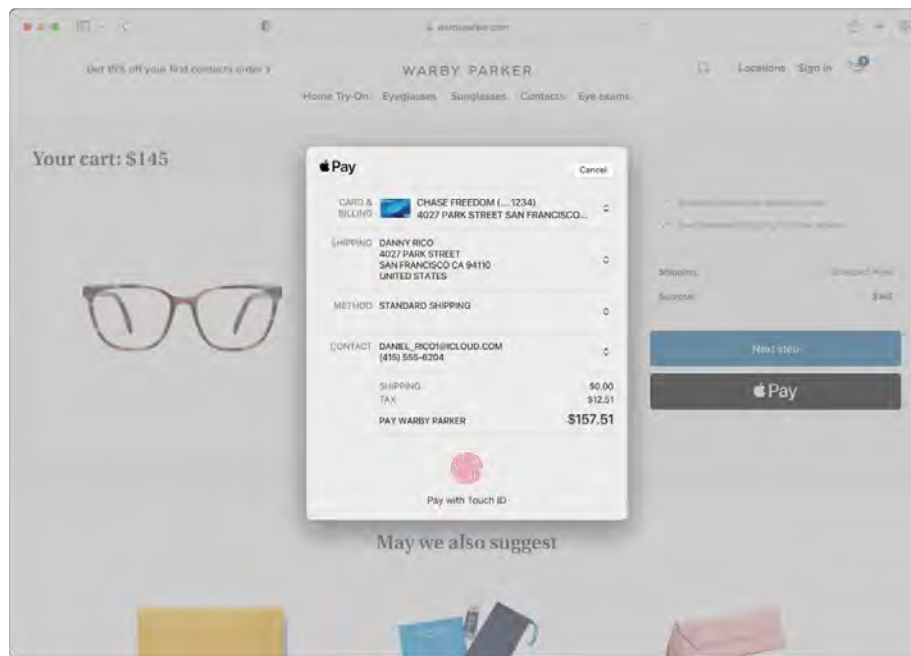 warbyparker.com
Get 15% off your first contacts order
WARBY PARKER
Locations Sign in
Home Try-On Eyeglasses Sunglasses Contacts Eye exams
Your cart: $145
Pay
Cancel
CARD & BILLING
CHASE FREEDOM (... 1234)
4027 PARK STREET SAN FRANCISCO...
SHIPPING DANNY RICO
4027 PARK STREET
SAN FRANCISCO CA 94110
UNITED STATES
METHOD STANDARD SHIPPING
CONTACT DANIEL_RICO1@ICLOUD.COM
(415) 555-6204
SHIPPING $0.00
TAX $12.51
PAY WARBY PARKER $157.51
Pay with Touch ID
Shipping
Subtotal $145
Next step
Pay
May we also suggest